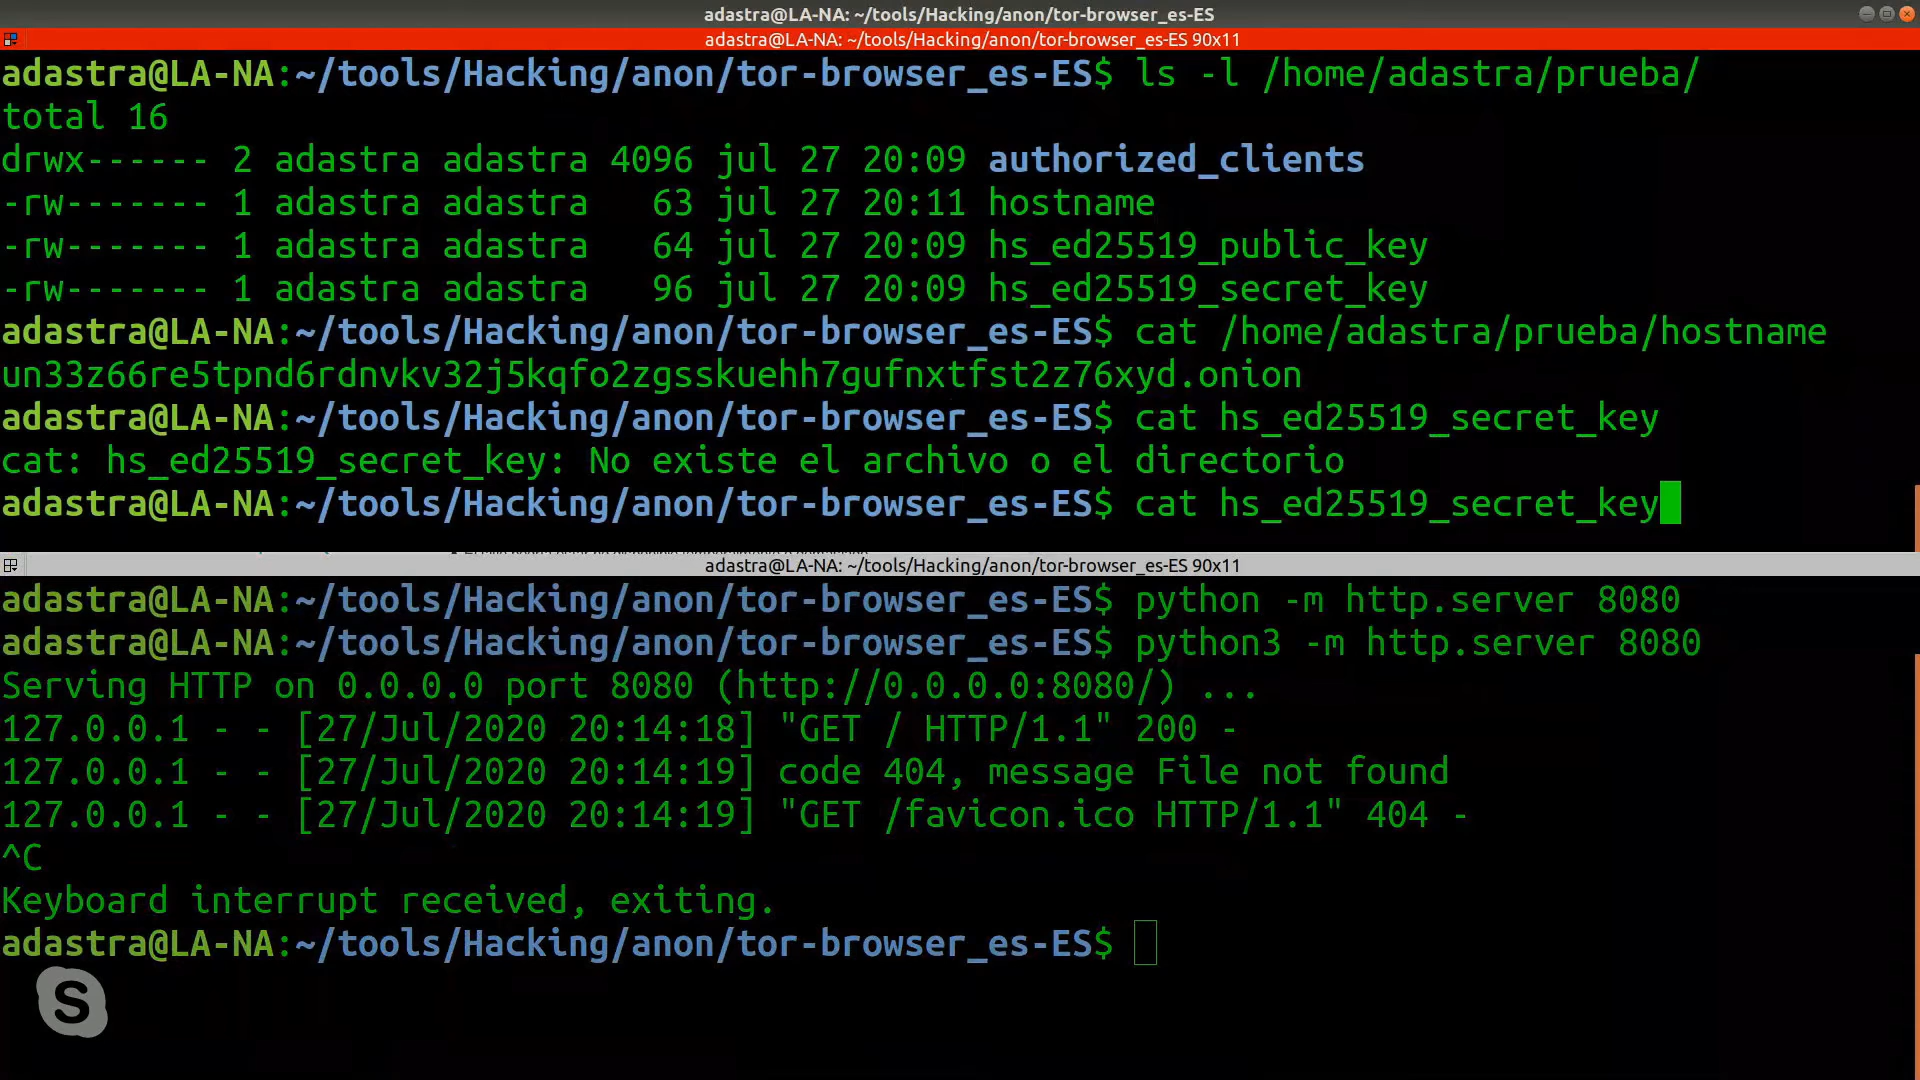 adastra@LA-NA: ~/tools/Hacking/anon/tor-browser_es-ES
adastra@LA-NA: ~/tools/Hacking/anon/tor-browser_es-ES 90x11
adastra@LA-NA:~/tools/Hacking/anon/tor-browser_es-ES$ ls -l /home/adastra/prueba/
total 16
drwx------ 2 adastra adastra 4096 jul 27 20:09 authorized_clients
-rw------- 1 adastra adastra   63 jul 27 20:11 hostname
-rw------- 1 adastra adastra   64 jul 27 20:09 hs_ed25519_public_key
-rw------- 1 adastra adastra   96 jul 27 20:09 hs_ed25519_secret_key
adastra@LA-NA:~/tools/Hacking/anon/tor-browser_es-ES$ cat /home/adastra/prueba/hostname
un33z66re5tpnd6rdnvkv32j5kqfo2zgsskuehh7gufnxtfst2z76xyd.onion
adastra@LA-NA:~/tools/Hacking/anon/tor-browser_es-ES$ cat hs_ed25519_secret_key
cat: hs_ed25519_secret_key: No existe el archivo o el directorio
adastra@LA-NA:~/tools/Hacking/anon/tor-browser_es-ES$ cat hs_ed25519_secret_key
adastra@LA-NA: ~/tools/Hacking/anon/tor-browser_es-ES 90x11
adastra@LA-NA:~/tools/Hacking/anon/tor-browser_es-ES$ python -m http.server 8080
adastra@LA-NA:~/tools/Hacking/anon/tor-browser_es-ES$ python3 -m http.server 8080
Serving HTTP on 0.0.0.0 port 8080 (http://0.0.0.0:8080/) ...
127.0.0.1 - - [27/Jul/2020 20:14:18] "GET / HTTP/1.1" 200 -
127.0.0.1 - - [27/Jul/2020 20:14:19] code 404, message File not found
127.0.0.1 - - [27/Jul/2020 20:14:19] "GET /favicon.ico HTTP/1.1" 404 -
^C
Keyboard interrupt received, exiting.
adastra@LA-NA:~/tools/Hacking/anon/tor-browser_es-ES$
S